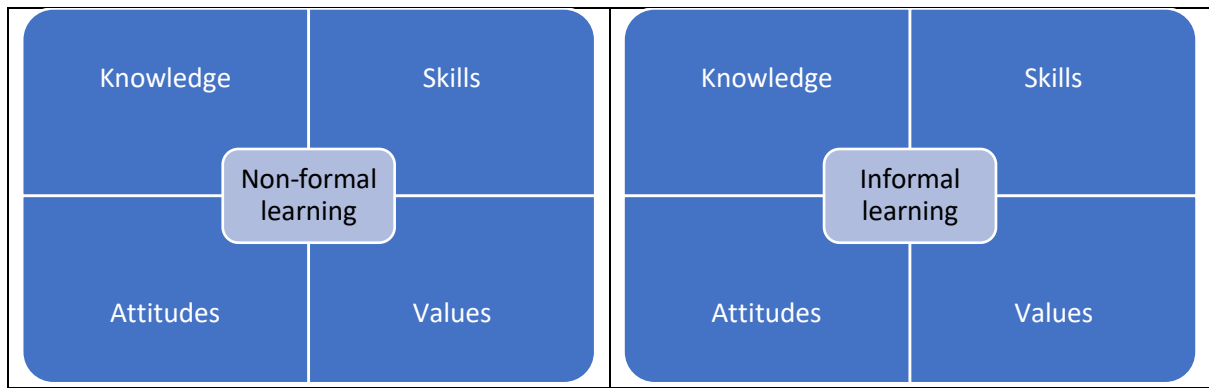 Knowledge
Skills
Non-formal
learning
Attitudes
Values
Knowledge
Skills
Informal
learning
Attitudes
Values